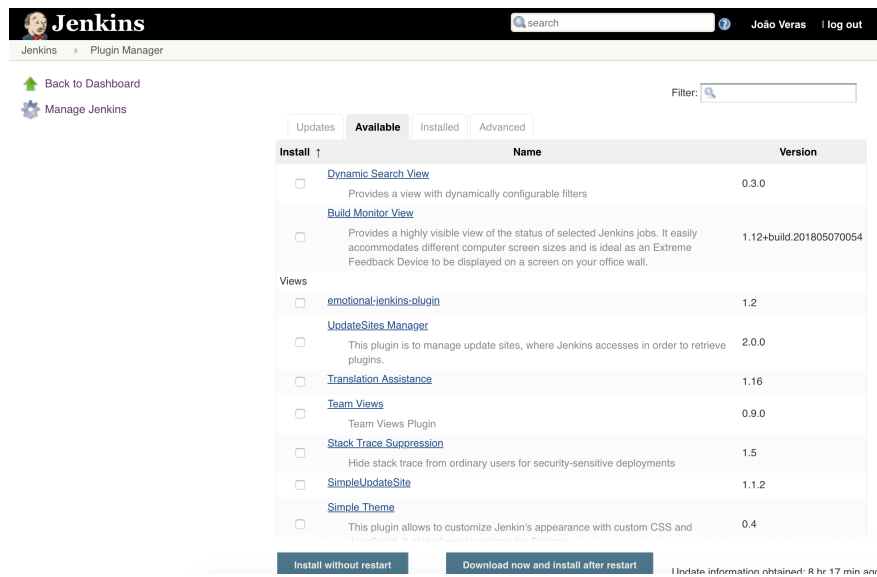 Jenkins
search
João Veras
log out
Jenkins
Plugin Manager
Back to Dashboard
Manage Jenkins
Filter:
Updates Available Installed Advanced
Install ↑ Name Version
Dynamic Search View
Provides a view with dynamically configurable filters
0.3.0
Build Monitor View
Provides a highly visible view of the status of selected Jenkins jobs. It easily
accommodates different computer screen sizes and is ideal as an Extreme
Feedback Device to be displayed on a screen on your office wall.
1.12+build.201805070054
Views
emotional-jenkins-plugin
1.2
UpdateSites Manager
This plugin is to manage update sites, where Jenkins accesses in order to retrieve
plugins.
2.0.0
Translation Assistance
1.16
Team Views
Team Views Plugin
0.9.0
Stack Trace Suppression
Hide stack trace from ordinary users for security-sensitive deployments
1.5
SimpleUpdateSite
1.1.2
Simple Theme
This plugin allows to customize Jenkin's appearance with custom CSS and
0.4
Install without restart
Download now and install after restart
Update information obtained: 8 hr 17 min ago